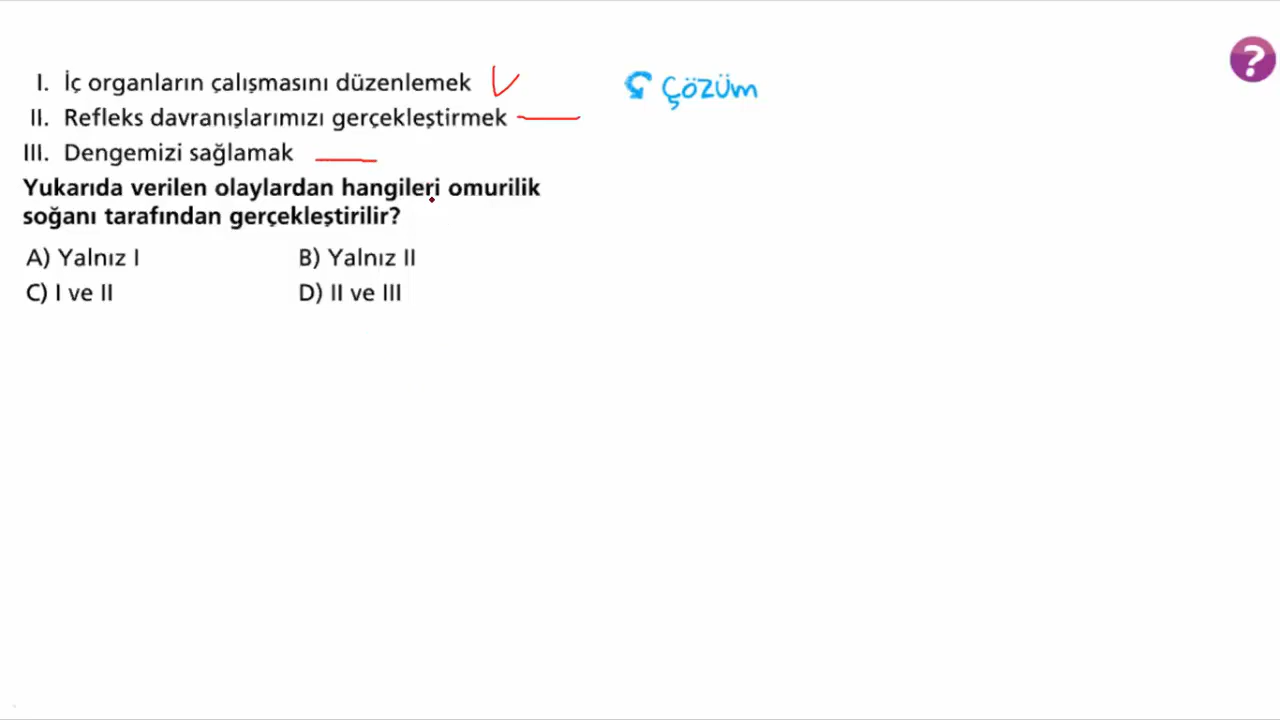 I. İç organların çalışmasını düzenlemek
II. Refleks davranışlarımızı gerçekleştirmek
III. Dengemizi sağlamak
Yukarıda verilen olaylardan hangileri omurilik
soğanı tarafından gerçekleştirilir?
A) Yalnız I B) Yalnız II
C) I ve II D) II ve III
Çözüm
?